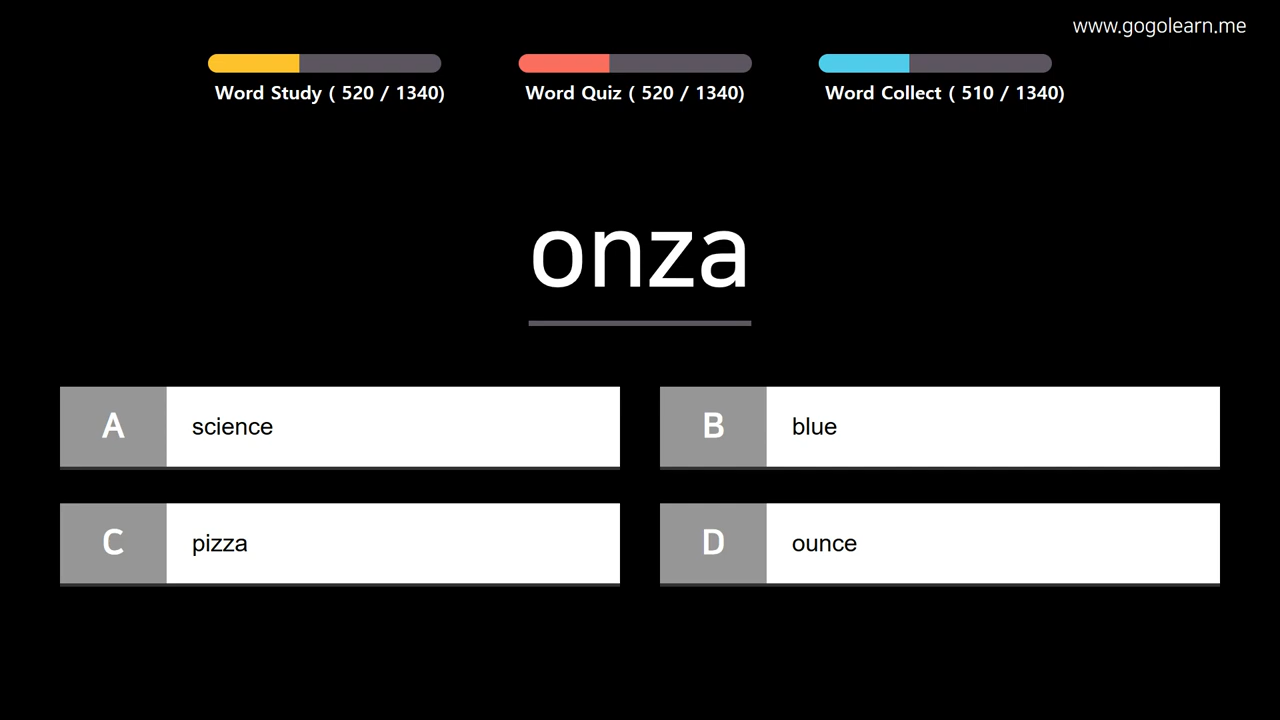 www.gogolearn.me
Word Study ( 520 / 1340)
Word Quiz ( 520 / 1340)
Word Collect ( 510 / 1340)
onza
A science
B blue
C pizza
D ounce